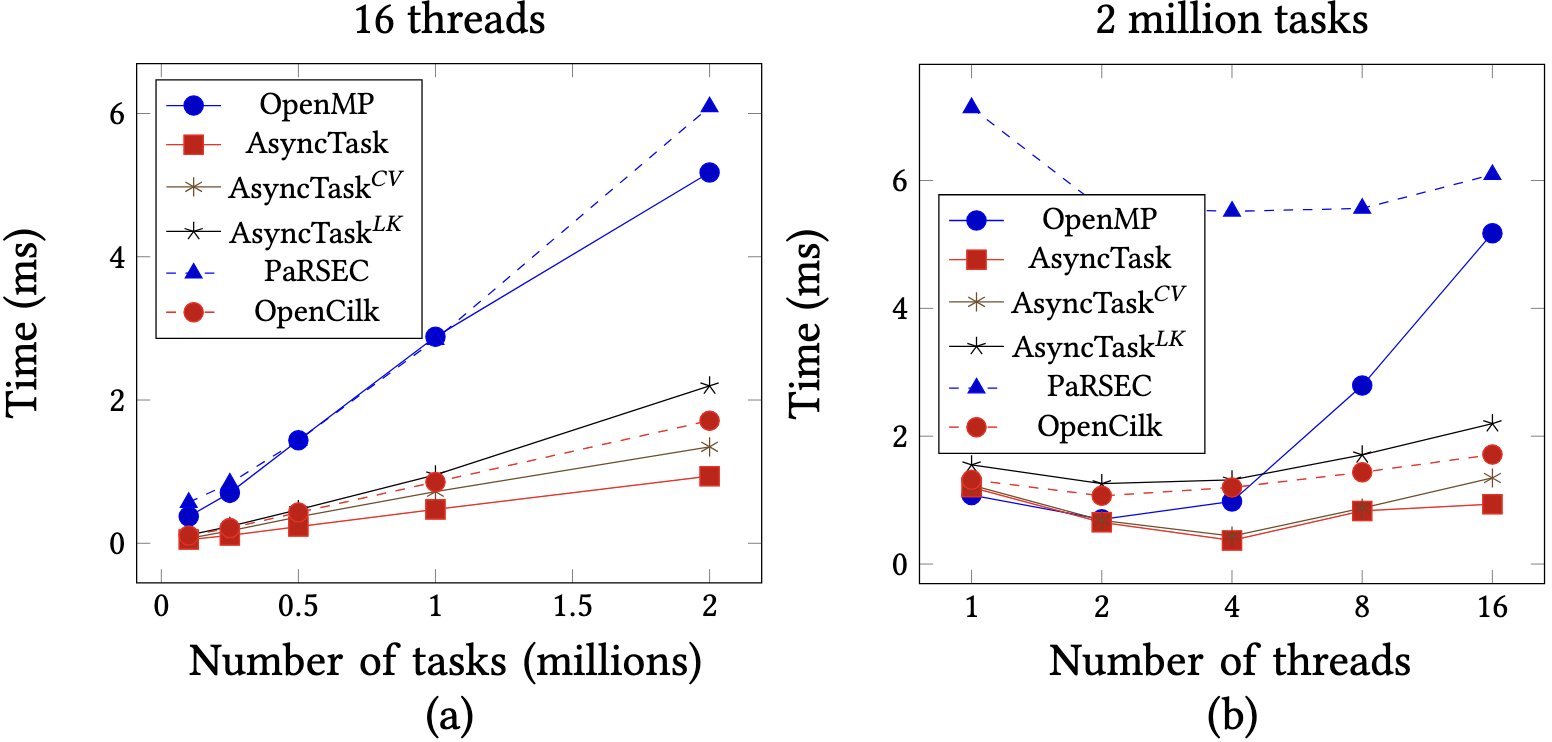 16 threads
OpenMP
AsyncTask
AsyncTask^CV
AsyncTask^LK
PaRSEC
OpenCilk
6
4
2
0
Time (ms)
0 0.5 1 1.5 2
Number of tasks (millions)
(a)
2 million tasks
OpenMP
AsyncTask
AsyncTask^CV
AsyncTask^LK
PaRSEC
OpenCilk
6
4
2
0
Time (ms)
1 2 4 8 16
Number of threads
(b)